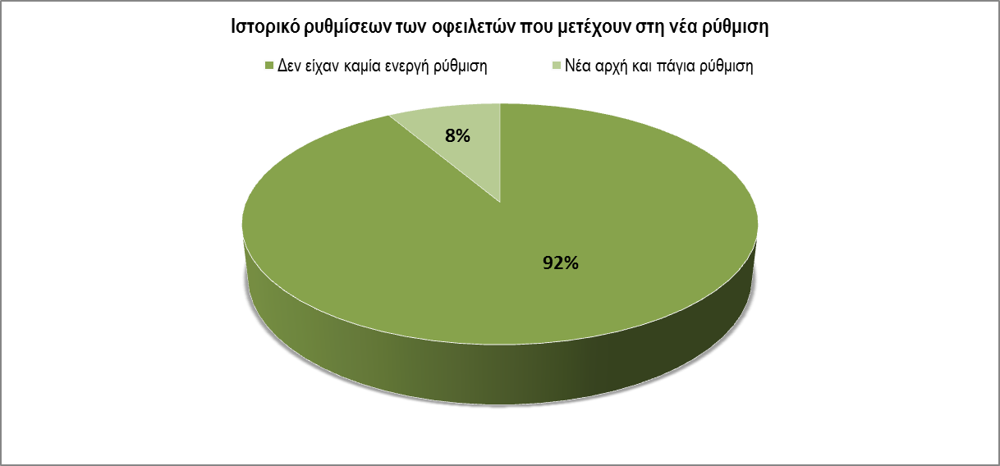 Ιστορικό ρυθμίσεων των οφειλετών που μετέχουν στη νέα ρύθμιση
Δεν είχαν καμία ενεργή ρύθμιση
Νέα αρχή και πάγια ρύθμιση
8%
92%